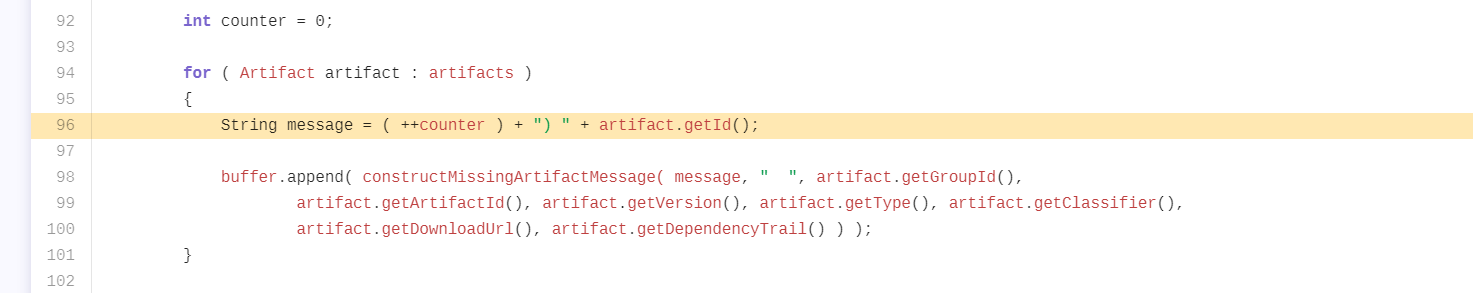 92 int counter = 0;
93
94 for ( Artifact artifact : artifacts )
95 {
96 String message = ( ++counter ) + ") " + artifact.getId();
97
98 buffer.append( constructMissingArtifactMessage( message, "  ", artifact.getGroupId(),
99 artifact.getArtifactId(), artifact.getVersion(), artifact.getType(), artifact.getClassifier(),
100 artifact.getDownloadUrl(), artifact.getDependencyTrail() ) );
101 }
102